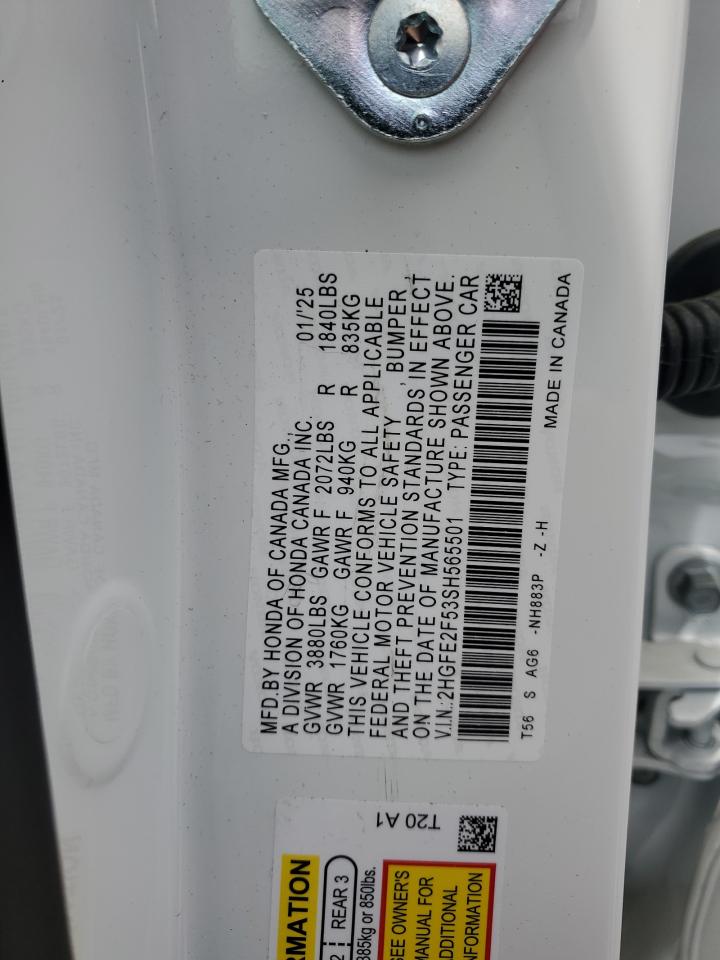 MFD.BY HONDA OF CANADA MFG.,
A DIVISION OF HONDA CANADA INC. 01/'25
GVWR 3880LBS GAWR F 2072LBS R 1840LBS
GVWR 1760KG GAWR F 940KG R 835KG
THIS VEHICLE CONFORMS TO ALL APPLICABLE
FEDERAL MOTOR VEHICLE SAFETY , BUMPER ,
AND THEFT PREVENTION STANDARDS, IN EFFECT
ON THE DATE OF MANUFACTURE SHOWN ABOVE.
V.I.N.:2HGFE2F53SH565501 TYPE: PASSENGER CAR
T56 S AG6 -NH883P -Z -H
MADE IN CANADA
T20 A1
RMATION
2 REAR 3
385kg or 850lbs.
SEE OWNER'S
MANUAL FOR
ADDITIONAL
INFORMATION